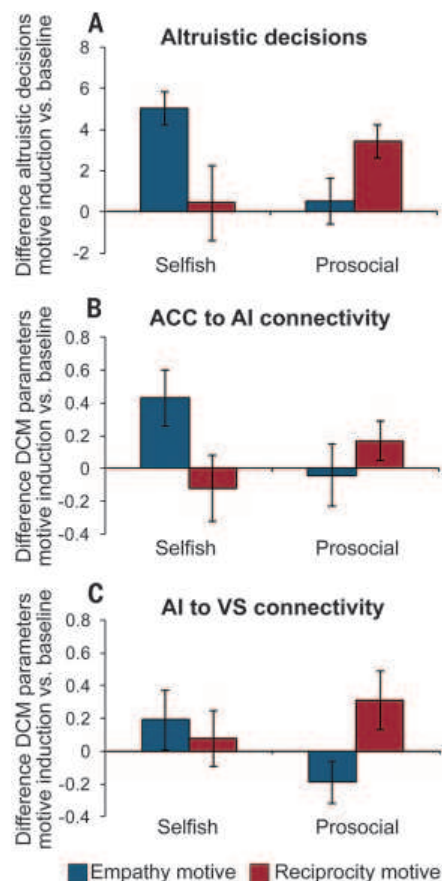 A
Altruistic decisions
Difference altruistic decisions
motive induction vs. baseline
8
6
4
2
0
-2
Selfish
Prosocial
B
ACC to AI connectivity
Difference DCM parameters
motive induction vs. baseline
0.8
0.6
0.4
0.2
0
-0.2
-0.4
Selfish
Prosocial
C
AI to VS connectivity
Difference DCM parameters
motive induction vs. baseline
0.8
0.6
0.4
0.2
0
-0.2
-0.4
Selfish
Prosocial
Empathy motive
Reciprocity motive